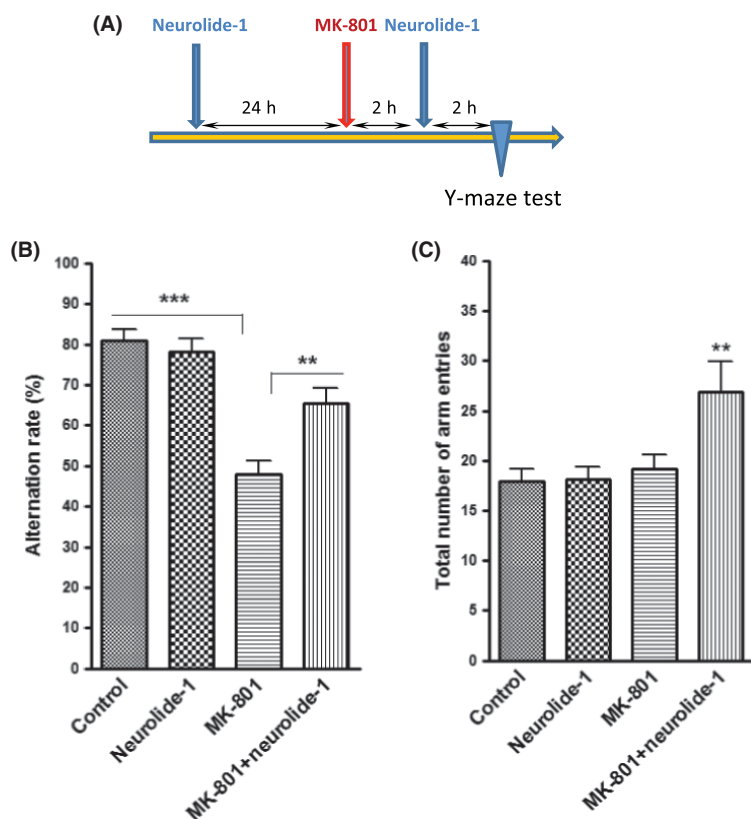 (A)
Neurolide-1 MK-801 Neurolide-1
24 h 2 h 2 h
Y-maze test
(B)
Alternation rate (%)
100
90
80
70
60
50
40
30
20
10
0
***
**
Control
Neurolide-1
MK-801
MK-801+neurolide-1
(C)
Total number of arm entries
40
35
30
25
20
15
10
5
0
**
Control
Neurolide-1
MK-801
MK-801+neurolide-1